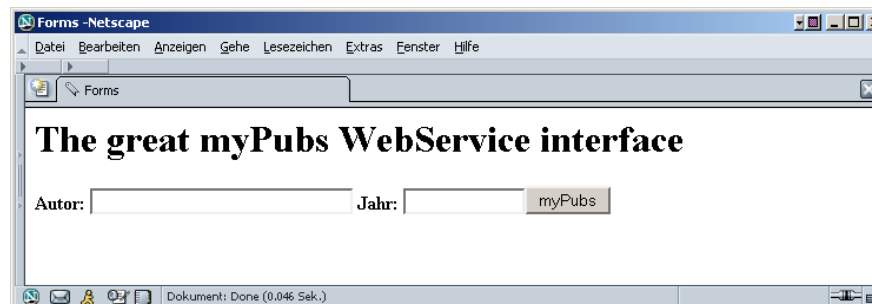 Forms -Netscape
Datei Bearbeiten Anzeigen Gehe Lesezeichen Extras Fenster Hilfe
Forms
The great myPubs WebService interface
Autor: Jahr: myPubs
Dokument: Done (0.046 Sek.)